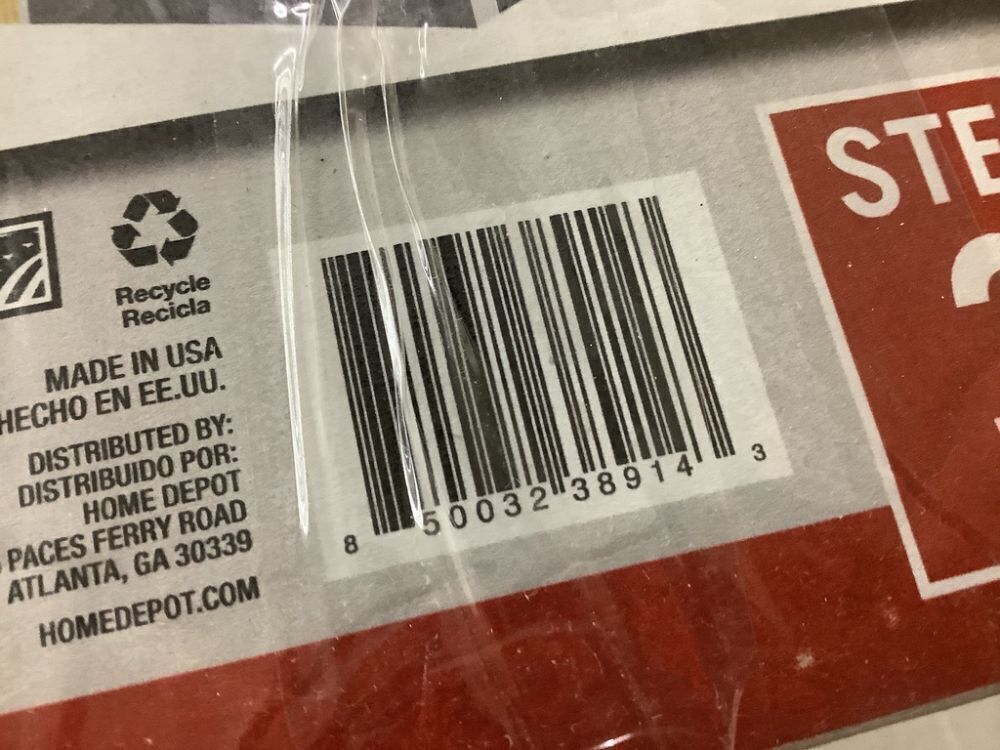 Recycle
Recicla
MADE IN USA
HECHO EN EE.UU.
DISTRIBUTED BY:
DISTRIBUIDO POR:
HOME DEPOT
PACES FERRY ROAD
ATLANTA, GA 30339
HOMEDEPOT.COM
8 50032 38914 3
STE